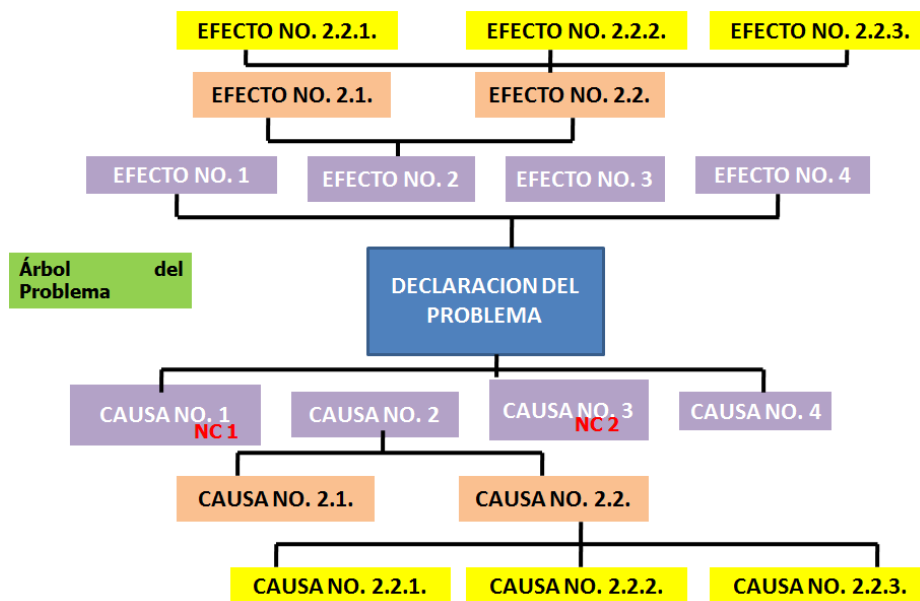 EFECTO NO. 2.2.1.
EFECTO NO. 2.2.2.
EFECTO NO. 2.2.3.
EFECTO NO. 2.1.
EFECTO NO. 2.2.
EFECTO NO. 1
EFECTO NO. 2
EFECTO NO. 3
EFECTO NO. 4
Árbol del
Problema
DECLARACION DEL
PROBLEMA
CAUSA NO. 1
NC 1
CAUSA NO. 2
CAUSA NO. 3
NC 2
CAUSA NO. 4
CAUSA NO. 2.1.
CAUSA NO. 2.2.
CAUSA NO. 2.2.1.
CAUSA NO. 2.2.2.
CAUSA NO. 2.2.3.